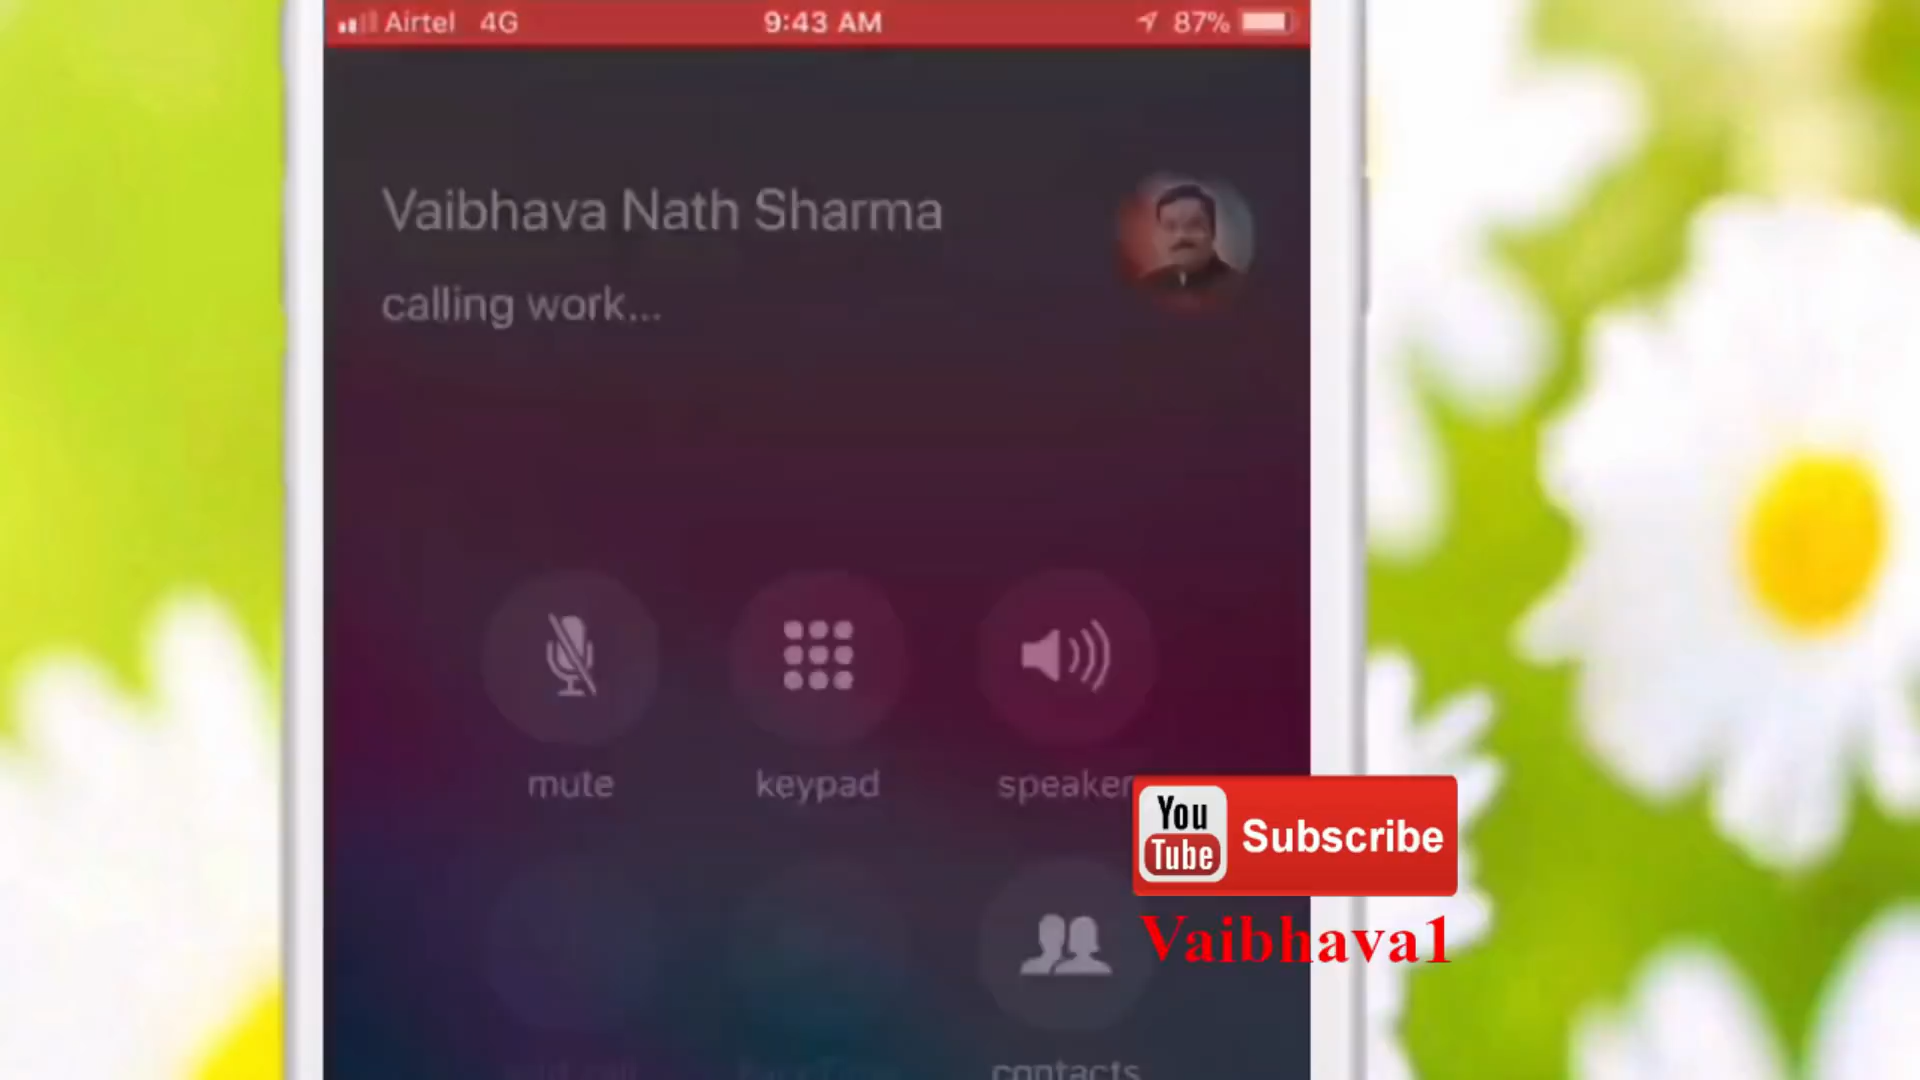 Airtel 4G 9:43 AM 87%
Vaibhava Nath Sharma
calling work...
mute keypad speaker
You
Tube
Subscribe
Vaibhava1
contacts